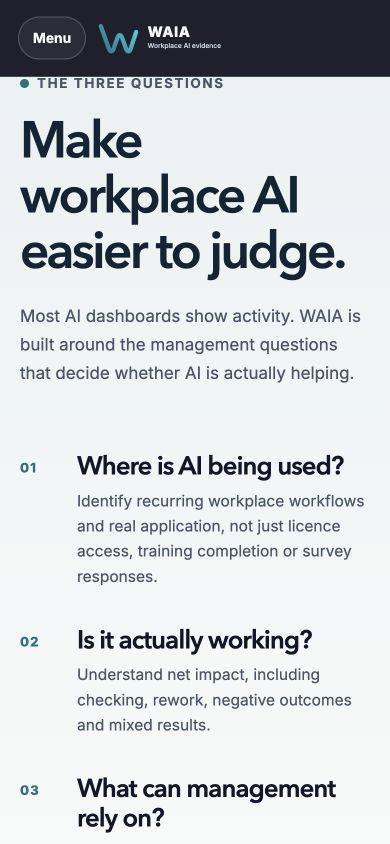 Menu
WAIA
Workplace AI evidence
THE THREE QUESTIONS
Make
workplace AI
easier to judge.
Most AI dashboards show activity. WAIA is
built around the management questions
that decide whether AI is actually helping.
01
Where is AI being used?
Identify recurring workplace workflows
and real application, not just licence
access, training completion or survey
responses.
02
Is it actually working?
Understand net impact, including
checking, rework, negative outcomes
and mixed results.
03
What can management
rely on?